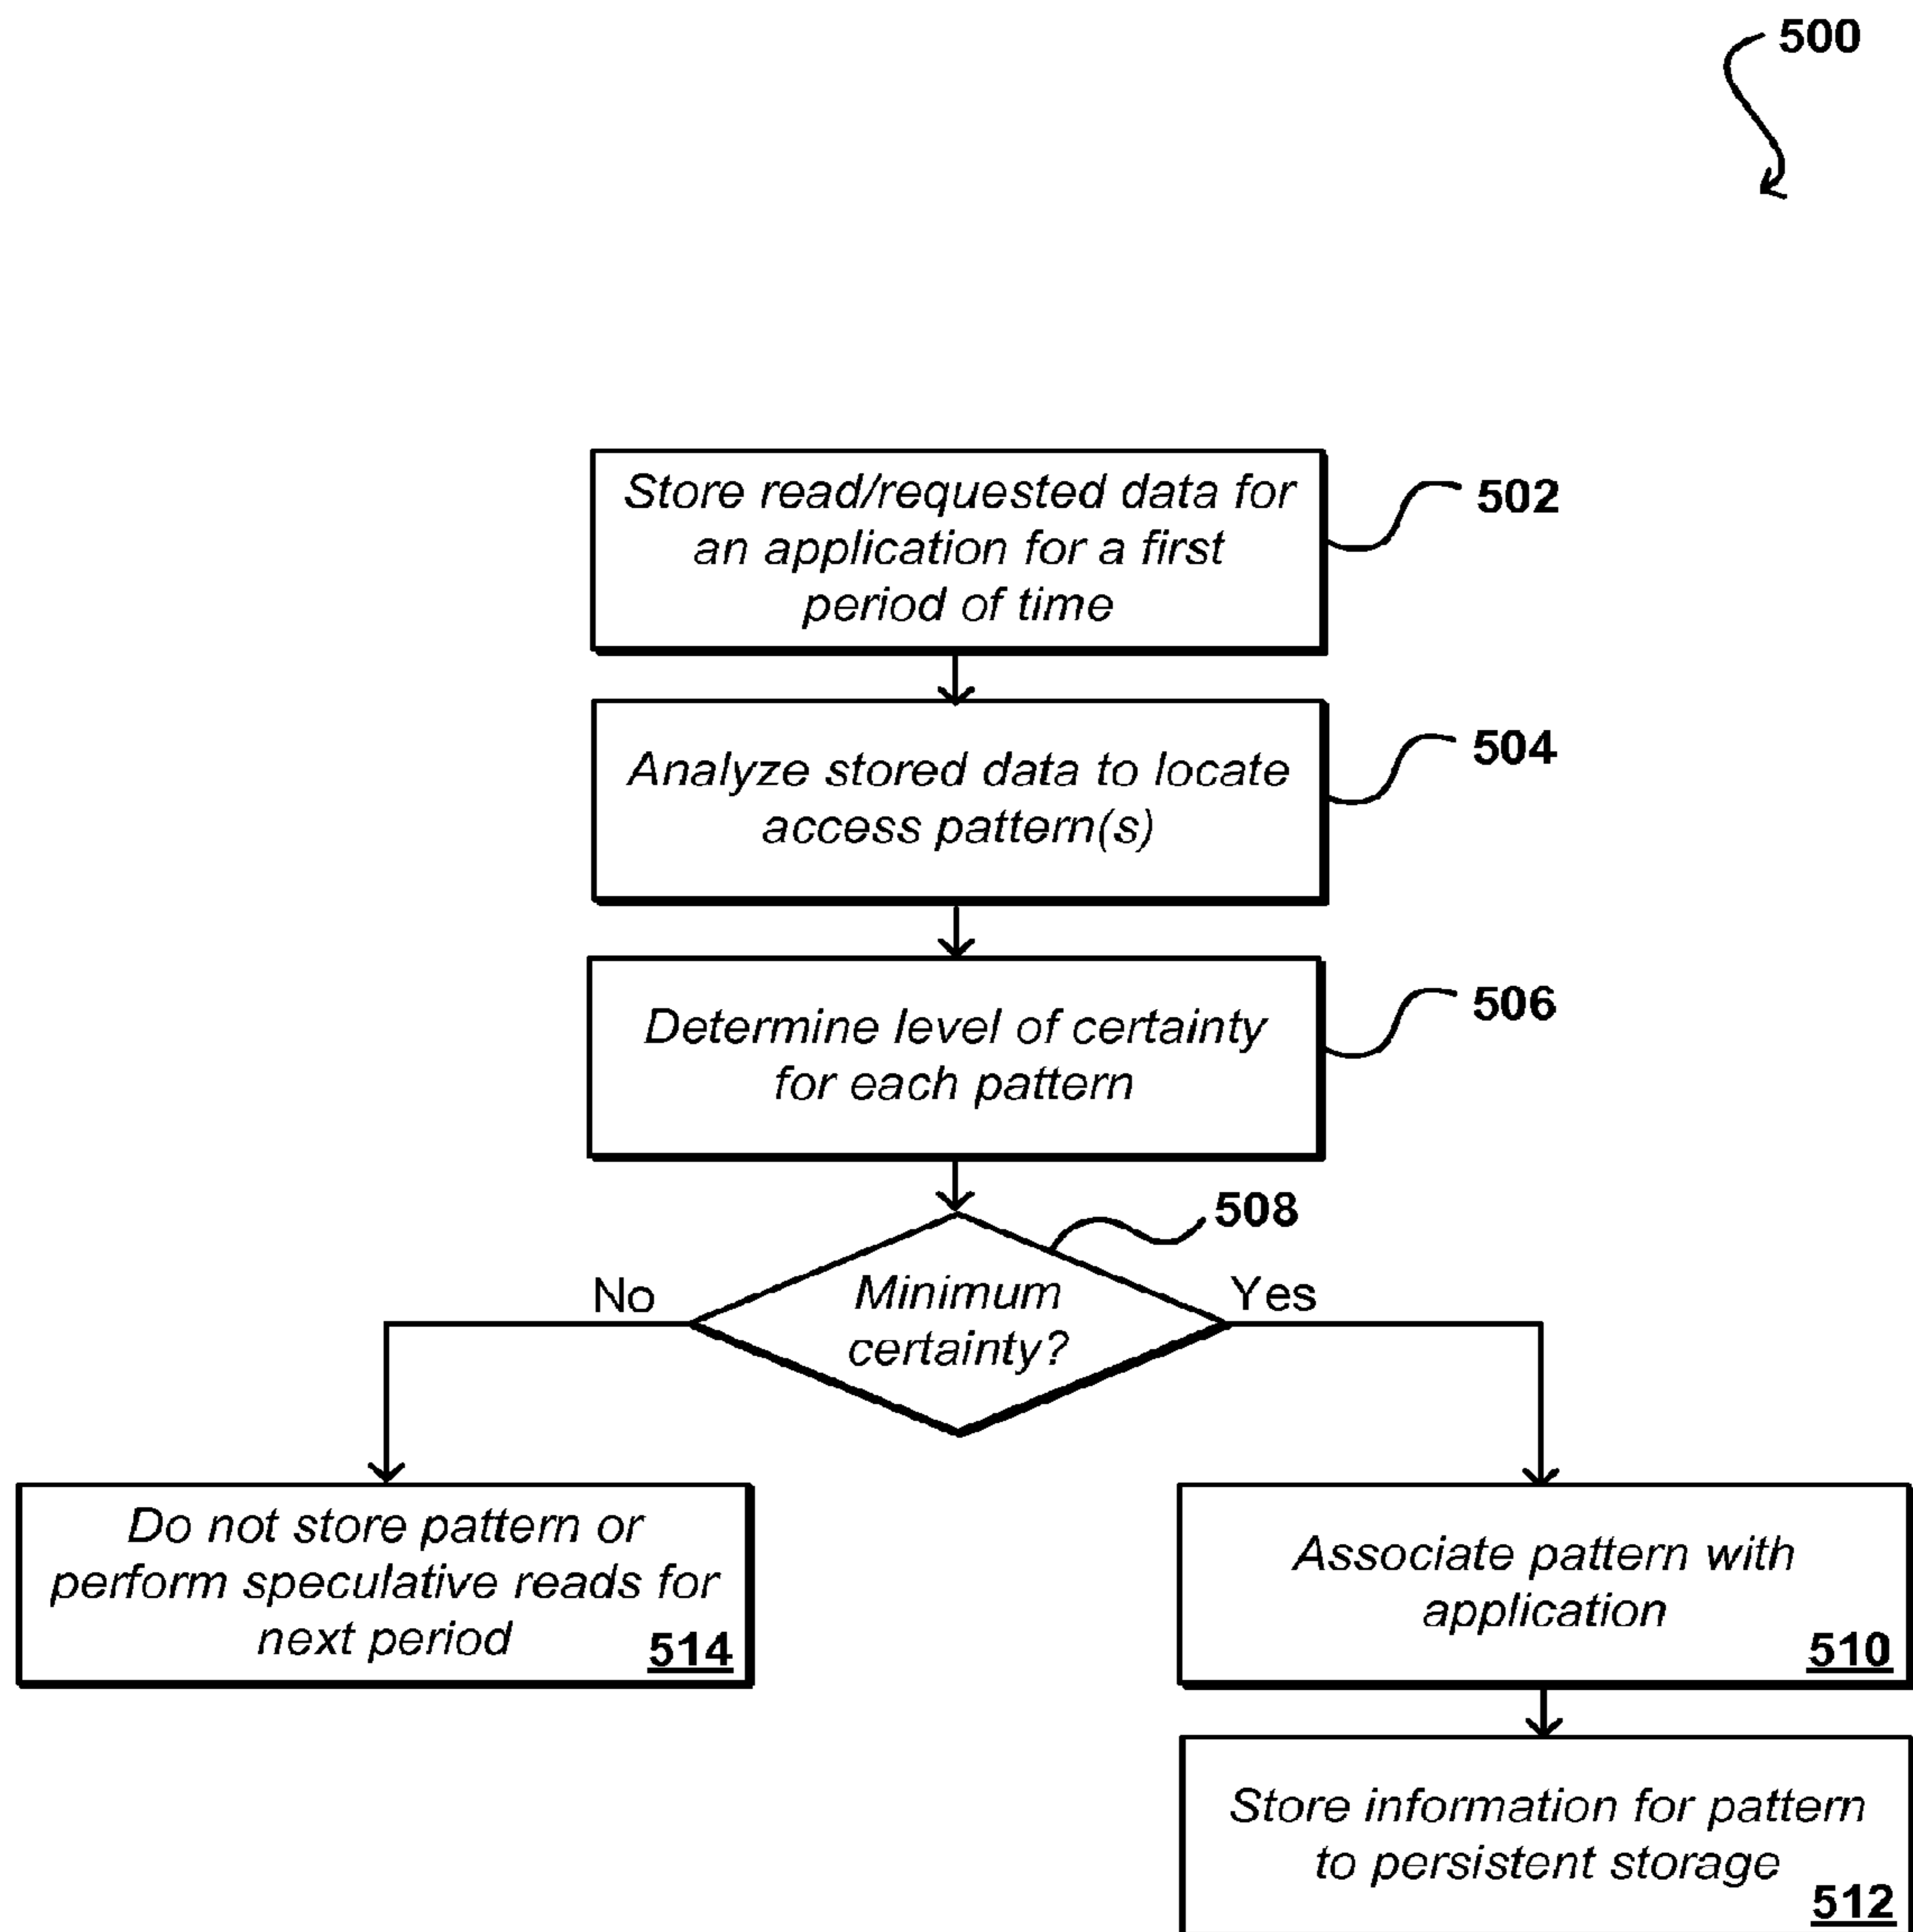 500
Store read/requested data for
an application for a first
period of time
502
Analyze stored data to locate
access pattern(s)
504
Determine level of certainty
for each pattern
506
508
No
Minimum
certainty?
Yes
Do not store pattern or
perform speculative reads for
next period
514
Associate pattern with
application
510
Store information for pattern
to persistent storage
512